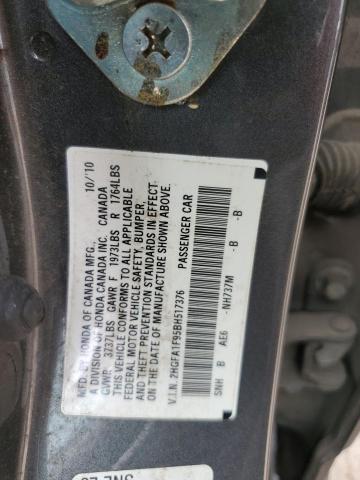 MFD. BY HONDA OF CANADA MFG., 10/'10
A DIVISION OF HONDA CANADA INC. CANADA
GVWR 3737LBS GAWR F 1973LBS R 1764LBS
THIS VEHICLE CONFORMS TO ALL APPLICABLE
FEDERAL MOTOR VEHICLE SAFETY, BUMPER,
AND THEFT PREVENTION STANDARDS IN EFFECT
ON THE DATE OF MANUFACTURE SHOWN ABOVE.
V.I.N. 2HGFA1F95BH517376 PASSENGER CAR
SNH B AE6 -NH737M -B -B